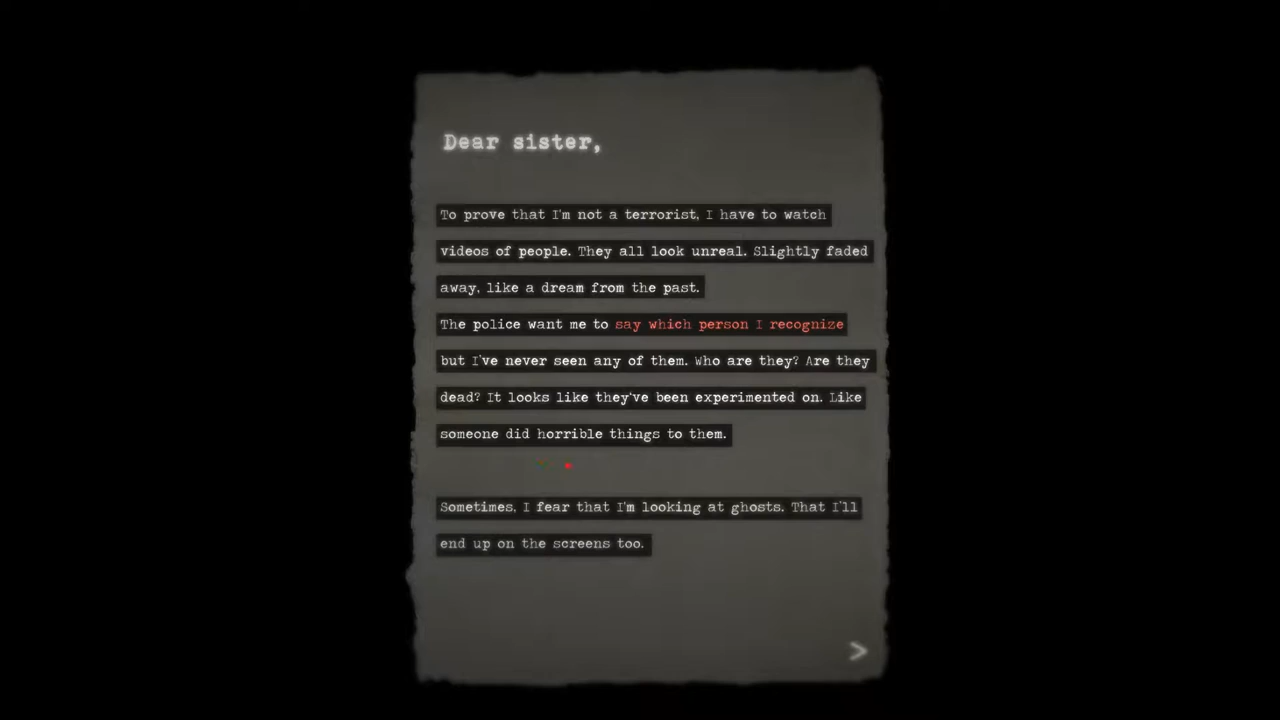 Dear sister,
To prove that I'm not a terrorist, I have to watch
videos of people. They all look unreal. Slightly faded
away, like a dream from the past.
The police want me to say which person I recognize
but I've never seen any of them. Who are they? Are they
dead? It looks like they've been experimented on. Like
someone did horrible things to them.
Sometimes, I fear that I'm looking at ghosts. That I'll
end up on the screens too.
>